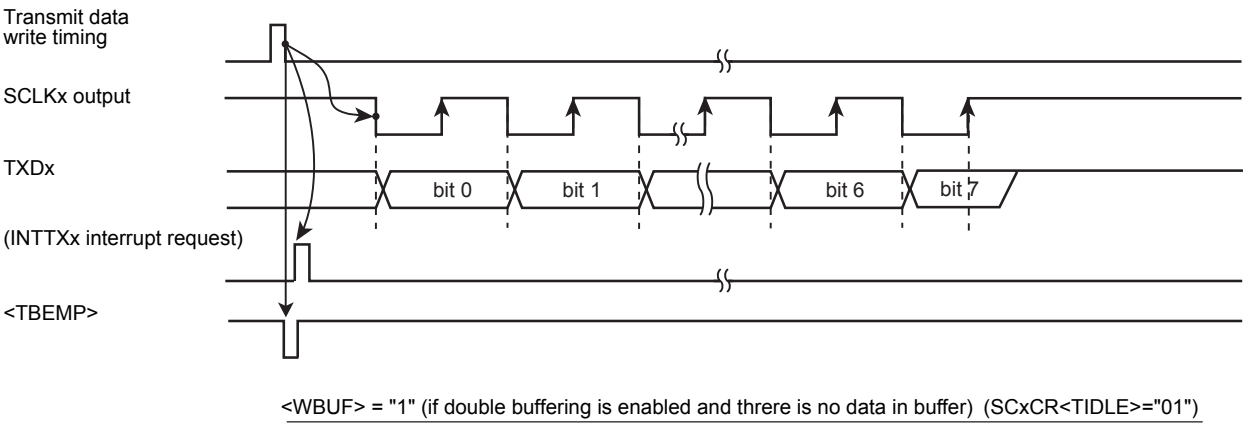 Transmit data
write timing
SCLKx output
TXDx
bit 0
bit 1
bit 6
bit 7
(INTTXx interrupt request)
<TBEMP>
<WBUF> = "1" (if double buffering is enabled and threre is no data in buffer) (SCxCR<TIDLE>="01")